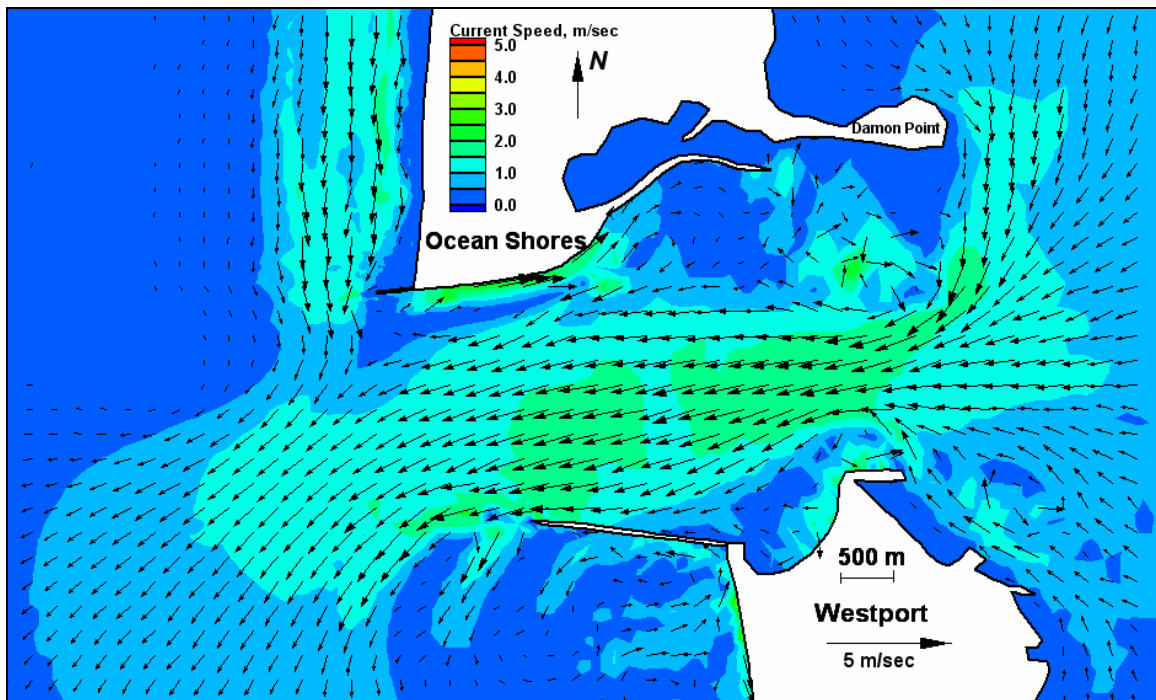 Current Speed, m/sec
5.0
4.0
3.0
2.0
1.0
0.0
N
Damon Point
Ocean Shores
500 m
Westport
5 m/sec